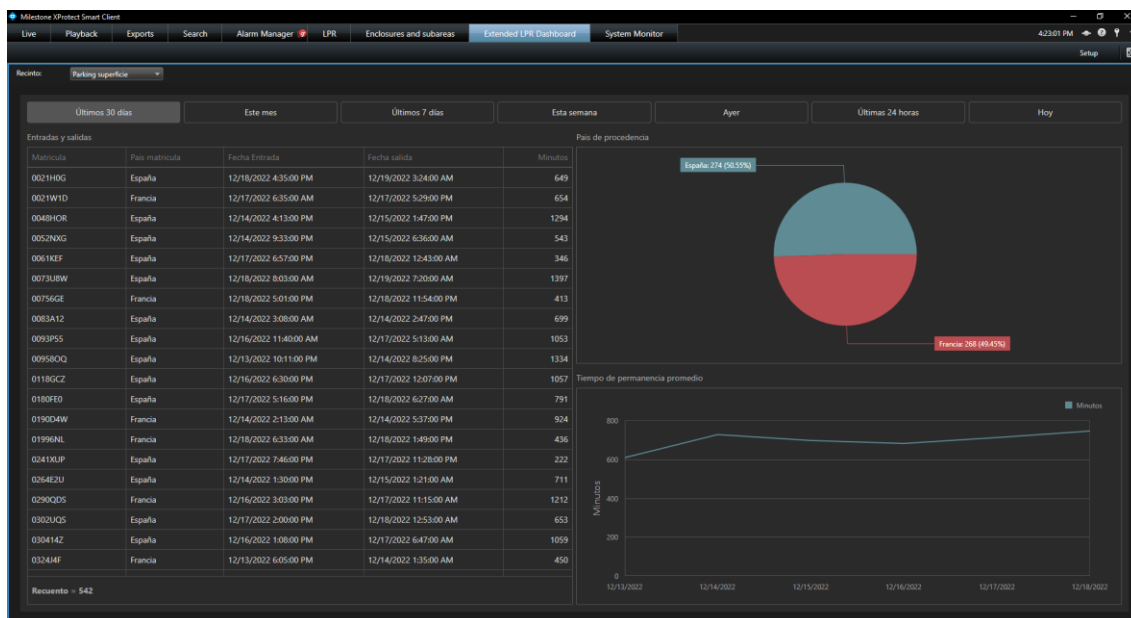 Milestone XProtect Smart Client
Live Playback Exports Search Alarm Manager LPR Enclosures and subareas Extended LPR Dashboard System Monitor 4:23:01 PM
Setup
Recinto: Parking superficie
Últimos 30 días Este mes Últimos 7 días Esta semana Ayer Últimas 24 horas Hoy
Entradas y salidas
Matrícula País matrícula Fecha Entrada Fecha salida Minutos
0021H0G España 12/18/2022 4:35:00 PM 12/19/2022 3:24:00 AM 649
0021W1D Francia 12/17/2022 6:35:00 AM 12/17/2022 5:29:00 PM 654
0048HOR España 12/14/2022 4:13:00 PM 12/15/2022 1:47:00 PM 1294
0052NXG España 12/14/2022 9:33:00 PM 12/15/2022 6:36:00 AM 543
0061KEF España 12/17/2022 6:57:00 PM 12/18/2022 12:43:00 AM 346
0073U8W España 12/18/2022 8:03:00 AM 12/19/2022 7:20:00 AM 1397
00756GE Francia 12/18/2022 5:01:00 PM 12/18/2022 11:54:00 PM 413
0083A12 España 12/14/2022 3:08:00 AM 12/14/2022 2:47:00 PM 699
0093PS5 España 12/16/2022 11:40:00 AM 12/17/2022 5:13:00 AM 1053
00958OQ España 12/13/2022 10:11:00 PM 12/14/2022 8:25:00 PM 1334
0118GCZ España 12/16/2022 6:30:00 PM 12/17/2022 12:07:00 PM 1057
0180FE0 España 12/17/2022 5:16:00 PM 12/18/2022 6:27:00 AM 791
0190D4W Francia 12/14/2022 2:13:00 AM 12/14/2022 5:37:00 PM 924
01996NL Francia 12/18/2022 6:33:00 AM 12/18/2022 1:49:00 PM 436
0241XUP España 12/17/2022 7:46:00 PM 12/17/2022 11:28:00 PM 222
0264E2U España 12/14/2022 1:30:00 PM 12/15/2022 1:21:00 AM 711
0290QDS Francia 12/16/2022 3:03:00 PM 12/17/2022 11:15:00 AM 1212
0302UQS España 12/17/2022 2:00:00 PM 12/18/2022 12:53:00 AM 653
030414Z España 12/16/2022 1:08:00 PM 12/17/2022 6:47:00 AM 1059
0324J4F Francia 12/13/2022 6:05:00 PM 12/14/2022 1:35:00 AM 450
Recuento = 542
País de procedencia
España: 274 (50.55%)
Francia: 268 (49.45%)
Tiempo de permanencia promedio
Minutos
Minutos
800
600
400
200
0
12/13/2022 12/14/2022 12/15/2022 12/16/2022 12/17/2022 12/18/2022